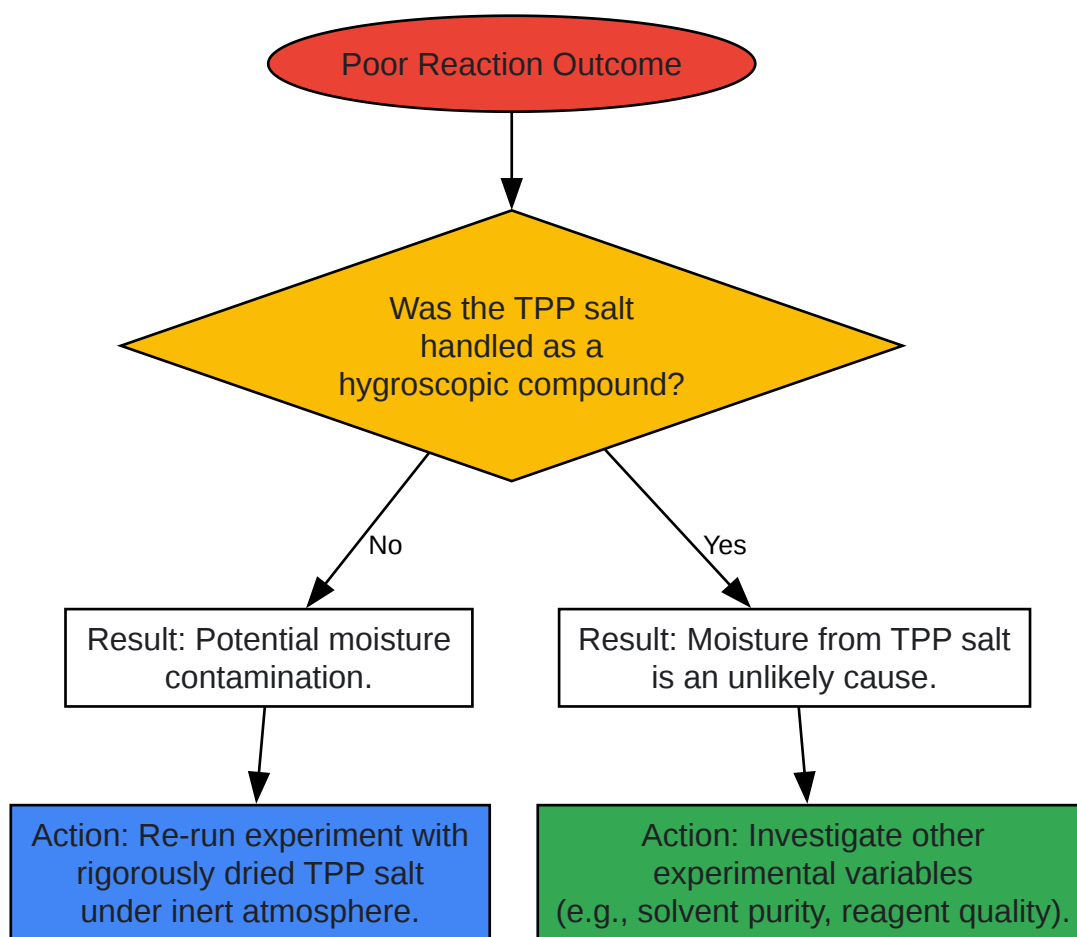 Poor Reaction Outcome
Was the TPP salt
handled as a
hygroscopic compound?
No
Yes
Result: Potential moisture
contamination.
Result: Moisture from TPP salt
is an unlikely cause.
Action: Re-run experiment with
rigorously dried TPP salt
under inert atmosphere.
Action: Investigate other
experimental variables
(e.g., solvent purity, reagent quality).